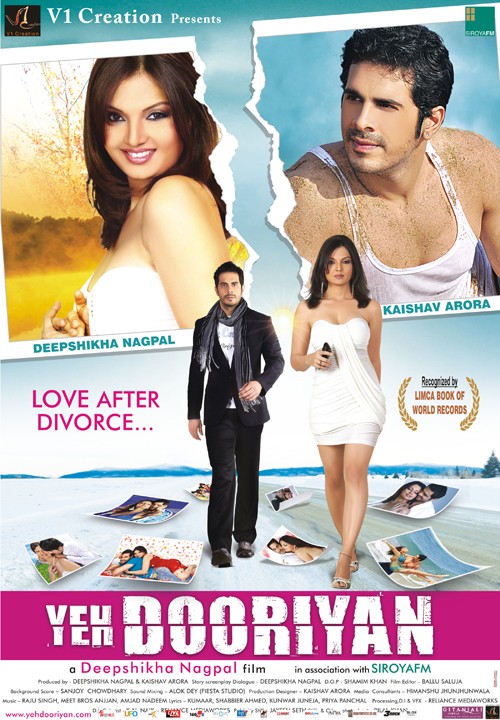 V1 Creation
V1 Creation Presents
SIROYAFM
DEEPSHIKHA NAGPAL
KAISHAV ARORA
LOVE AFTER
DIVORCE...
Recognized by
LIMCA BOOK OF
WORLD RECORDS
YEH DOORIYAN
a Deepshikha Nagpal film in association with SIROYAFM
Produced by - DEEPSHIKHA NAGPAL & KAISHAV ARORA Story screenplay Dialogue - DEEPSHIKHA NAGPAL D.O.P - SHAMIM KHAN Film Editor - BALLU SALUJA
Background Score - SANJOY CHOWDHARY Sound Mixing - ALOK DEY (FIESTA STUDIO) Production Designer - KAISHAV ARORA Media Consultants - HIMANSHU JHUNJHUNWALA
Music - RAJU SINGH, MEET BROS ANJJAN, AMJAD NADEEM Lyrics - KUMAAR, SHABBEER AHMED, KUNWAR JUNEJA, PRIYA PANCHAL Processing,D.I & VFX - RELIANCE MEDIAWORKS
www.yehdooriyan.com
GITANJALI